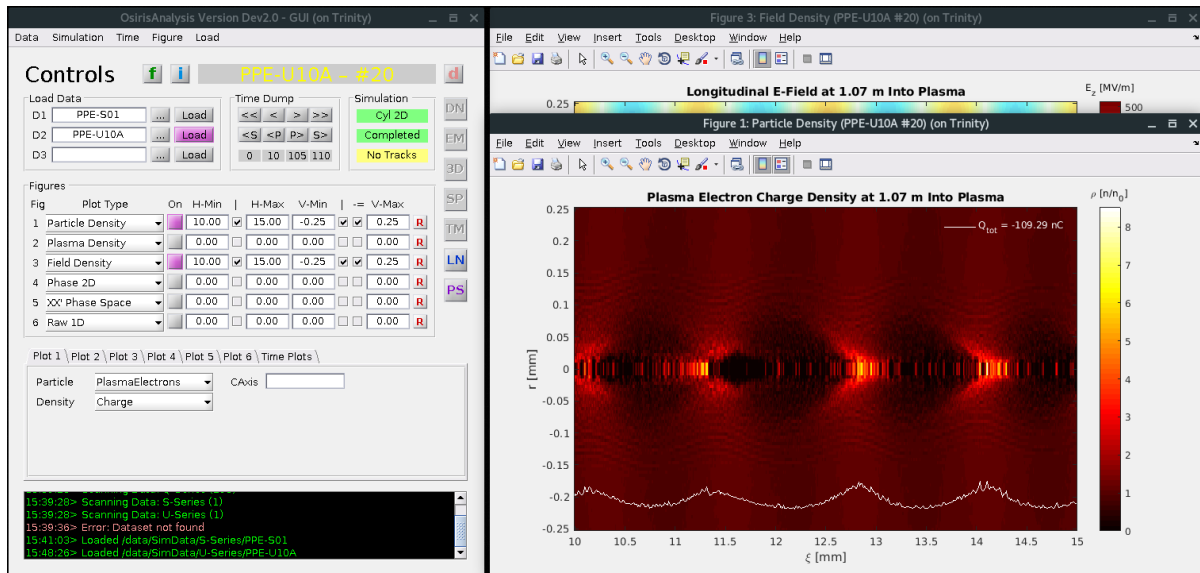 OsirisAnalysis Version Dev2.0 - GUI (on Trinity)
Data Simulation Time Figure Load
Controls f i PPE-U10A – #20 d
Load Data
D1 PPE-S01 ... Load
D2 PPE-U10A ... Load
D3 ... Load
Time Dump
<< < > >>
<S <P P> S>
0 10 105 110
Simulation
Cyl 2D
Completed
No Tracks
DN
EM
3D
SP
TM
LN
PS
Figures
Fig Plot Type On H-Min | H-Max V-Min | -= V-Max
1 Particle Density 10.00 15.00 -0.25 0.25 R
2 Plasma Density 0.00 0.00 0.00 0.00 R
3 Field Density 10.00 15.00 -0.25 0.25 R
4 Phase 2D 0.00 0.00 0.00 0.00 R
5 XX' Phase Space 0.00 0.00 0.00 0.00 R
6 Raw 1D 0.00 0.00 0.00 0.00 R
Plot 1 Plot 2 Plot 3 Plot 4 Plot 5 Plot 6 Time Plots
Particle PlasmaElectrons CAxis
Density Charge
15:39:28> Scanning Data: S-Series (1)
15:39:28> Scanning Data: U-Series (1)
15:39:36> Error: Dataset not found
15:41:03> Loaded /data/SimData/S-Series/PPE-S01
15:48:26> Loaded /data/SimData/U-Series/PPE-U10A
Figure 3: Field Density (PPE-U10A #20) (on Trinity)
File Edit View Insert Tools Desktop Window Help
Longitudinal E-Field at 1.07 m Into Plasma
E_z [MV/m]
0.25
500
Figure 1: Particle Density (PPE-U10A #20) (on Trinity)
File Edit View Insert Tools Desktop Window Help
Plasma Electron Charge Density at 1.07 m Into Plasma
ρ [n/n_0]
Q_tot = -109.29 nC
r [mm]
0.25
0.2
0.15
0.1
0.05
0
-0.05
-0.1
-0.15
-0.2
-0.25
10 10.5 11 11.5 12 12.5 13 13.5 14 14.5 15
ξ [mm]
8
7
6
5
4
3
2
1
0